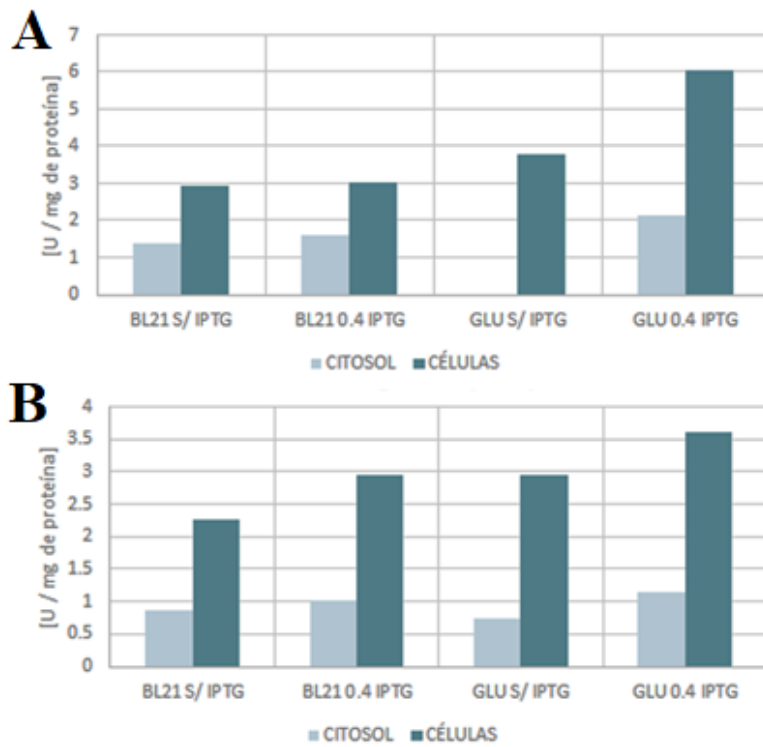 A
[U / mg de proteína]
7
6
5
4
3
2
1
0
BL21 S/ IPTG BL21 0.4 IPTG GLU S/ IPTG GLU 0.4 IPTG
CITOSOL CÉLULAS
B
[U / mg de proteína]
4
3.5
3
2.5
2
1.5
1
0.5
0
BL21 S/ IPTG BL21 0.4 IPTG GLU S/ IPTG GLU 0.4 IPTG
CITOSOL CÉLULAS